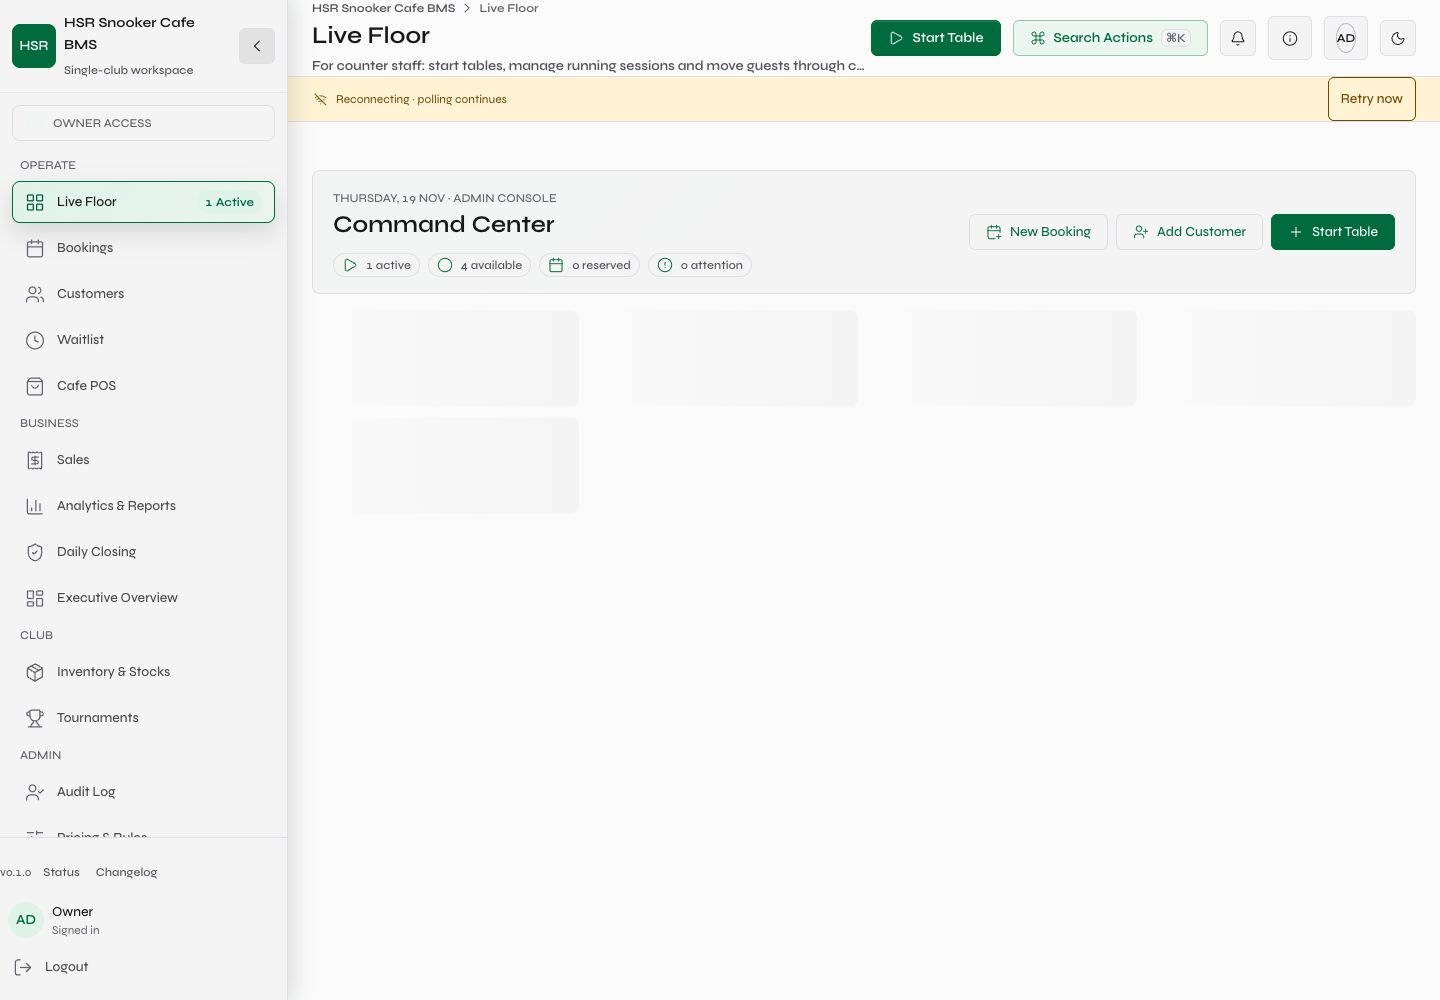 HSR
HSR Snooker Cafe
BMS
Single-club workspace
OWNER ACCESS
OPERATE
Live Floor
1 Active
Bookings
Customers
Waitlist
Cafe POS
BUSINESS
Sales
Analytics & Reports
Daily Closing
Executive Overview
CLUB
Inventory & Stocks
Tournaments
ADMIN
Audit Log
Pricing & Rules
v0.1.0
Status
Changelog
AD
Owner
Signed in
Logout
HSR Snooker Cafe BMS > Live Floor
Live Floor
For counter staff: start tables, manage running sessions and move guests through c...
Start Table
Search Actions ⌘K
AD
Reconnecting · polling continues
Retry now
THURSDAY, 19 NOV · ADMIN CONSOLE
Command Center
1 active
4 available
0 reserved
0 attention
New Booking
Add Customer
Start Table